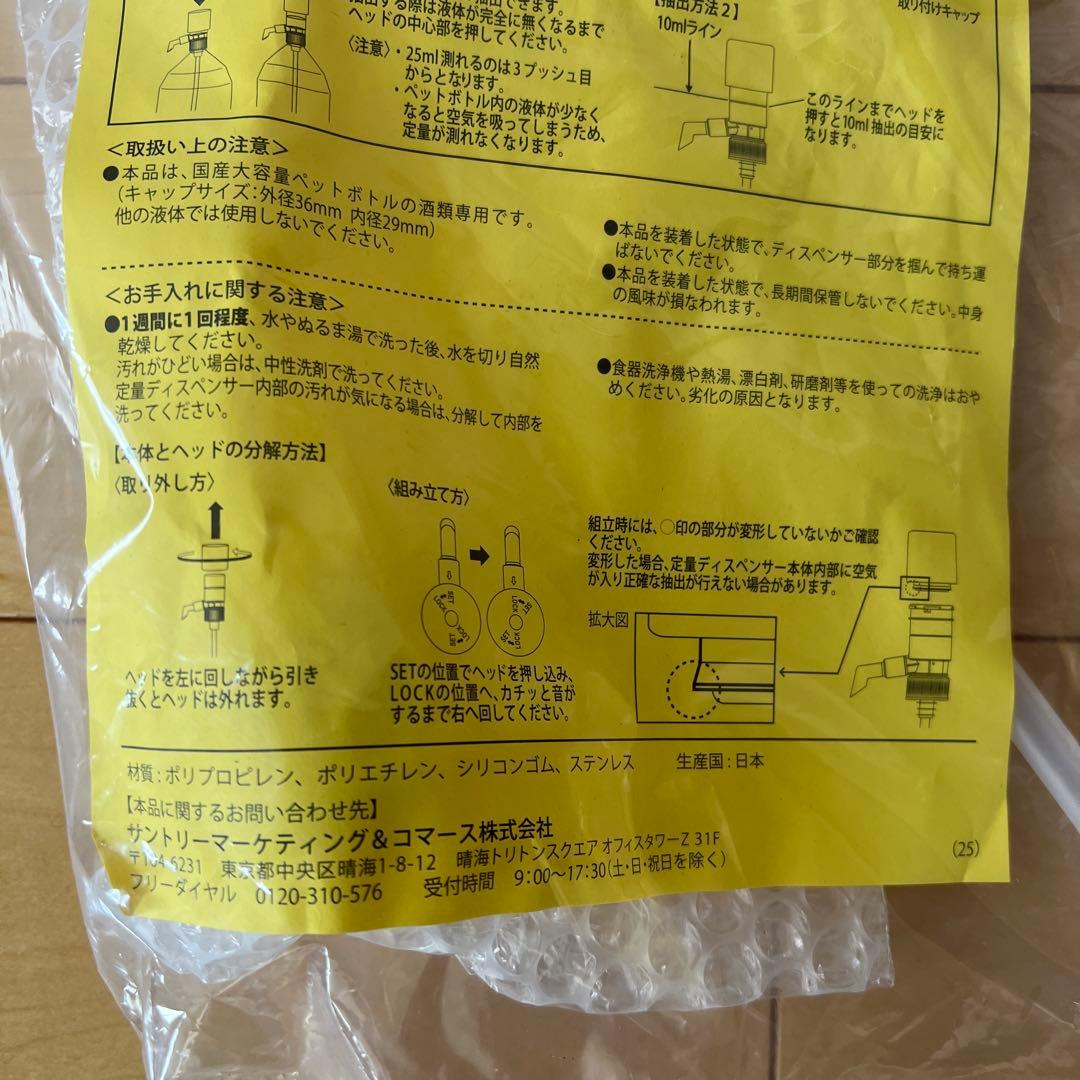 抽出できます。
抽出する際は液体が完全に無くなるまで
ヘッドの中心部を押してください。
〈注意〉・25ml測れるのは3プッシュ目
からとなります。
・ペットボトル内の液体が少なく
なると空気を吸ってしまうため、
定量が測れなくなります。
【抽出方法2】
10mlライン
取り付けキャップ
このラインまでヘッドを
押すと10ml抽出の目安に
なります。
＜取扱い上の注意＞
●本品は、国産大容量ペットボトルの酒類専用です。
（キャップサイズ：外径36mm 内径29mm）
他の液体では使用しないでください。
●本品を装着した状態で、ディスペンサー部分を掴んで持ち運
ばないでください。
●本品を装着した状態で、長期間保管しないでください。中身
の風味が損なわれます。
＜お手入れに関する注意＞
●1週間に1回程度、水やぬるま湯で洗った後、水を切り自然
乾燥してください。
汚れがひどい場合は、中性洗剤で洗ってください。
定量ディスペンサー内部の汚れが気になる場合は、分解して内部を
洗ってください。
●食器洗浄機や熱湯、漂白剤、研磨剤等を使っての洗浄はおや
めください。劣化の原因となります。
【本体とヘッドの分解方法】
〈取り外し方〉
ヘッドを左に回しながら引き
抜くとヘッドは外れます。
〈組み立て方〉
SET
LOCK
SET
LOCK
LOCK
SET
SET
LOCK
SETの位置でヘッドを押し込み、
LOCKの位置へ、カチッと音が
するまで右へ回してください。
組立時には、○印の部分が変形していないかご確認
ください。
変形した場合、定量ディスペンサー本体内部に空気
が入り正確な抽出が行えない場合があります。
拡大図
材質：ポリプロピレン、ポリエチレン、シリコンゴム、ステンレス 生産国：日本
【本品に関するお問い合わせ先】
サントリーマーケティング＆コマース株式会社
〒104-6231 東京都中央区晴海1-8-12 晴海トリトンスクエア オフィスタワーZ 31F
フリーダイヤル 0120-310-576 受付時間 9:00～17:30（土・日・祝日を除く）
（25）